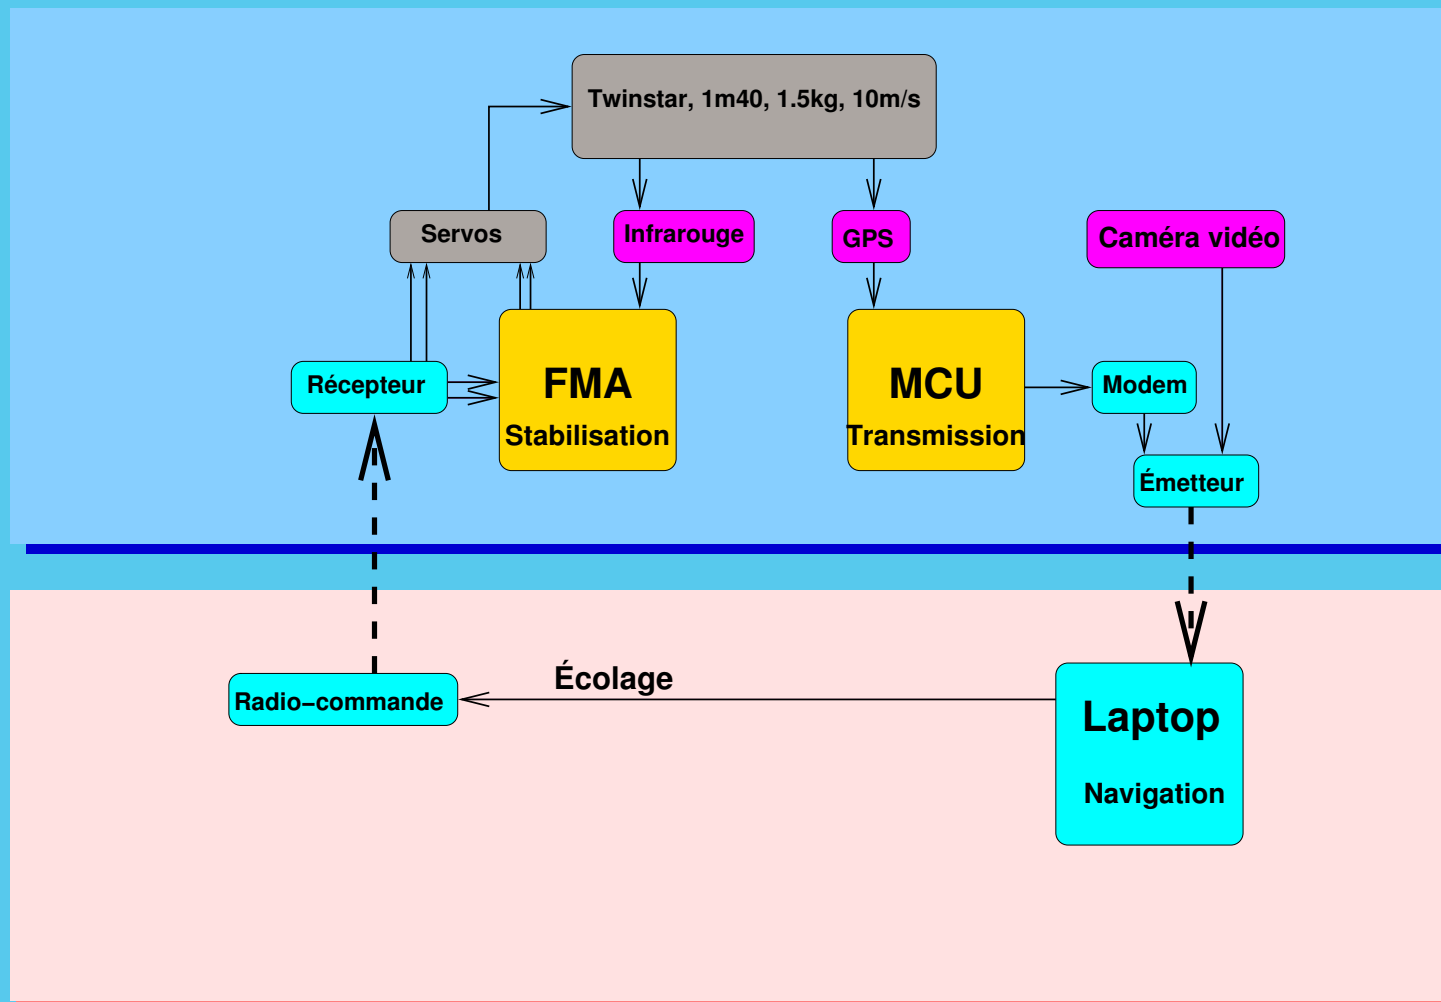 Twinstar, 1m40, 1.5kg, 10m/s
Servos
Infrarouge
GPS
Caméra vidéo
Récepteur
FMA
Stabilisation
MCU
Transmission
Modem
Émetteur
Écolage
Radio−commande
Laptop
Navigation